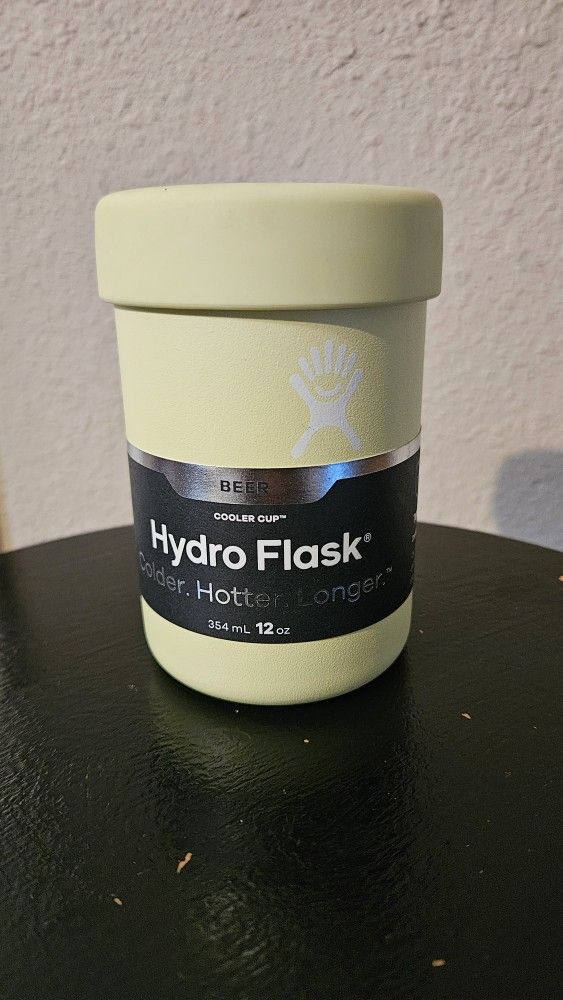 BEER
COOLER CUP™
Hydro Flask®
Colder. Hotter. Longer.™
354 mL 12 oz